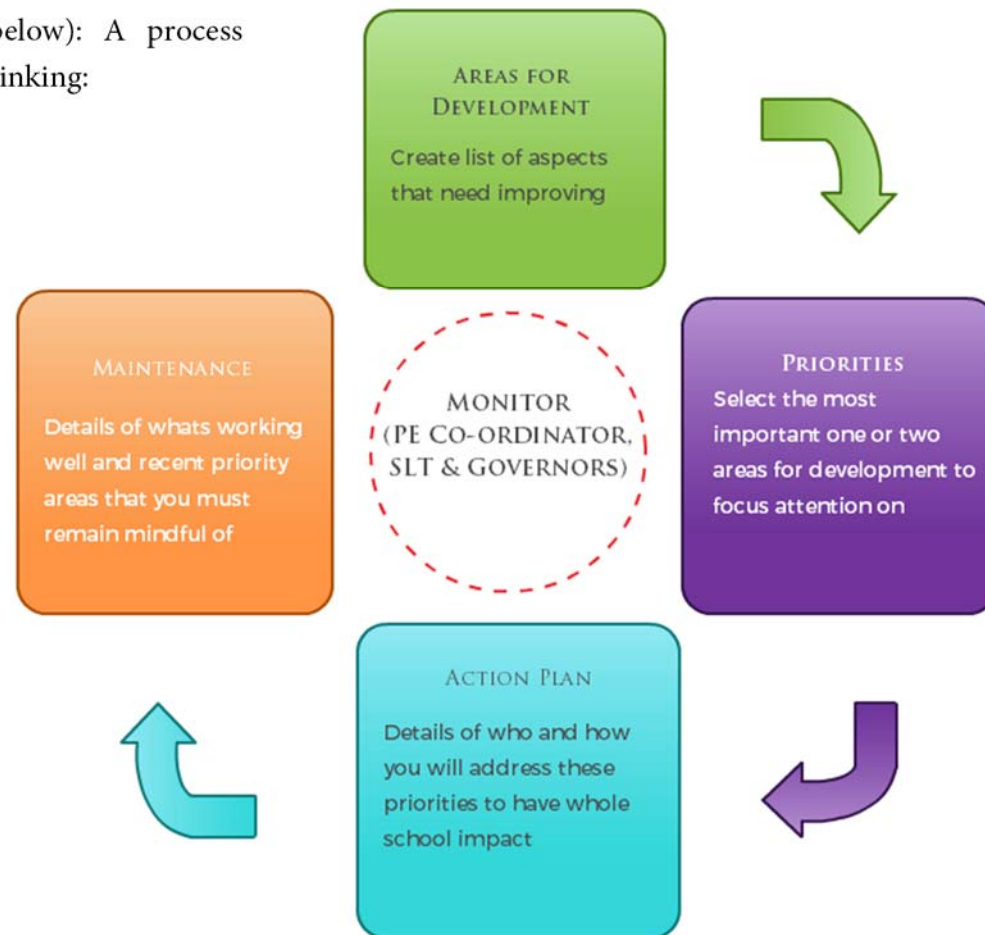 below): A process
inking:
AREAS FOR
DEVELOPMENT
Create list of aspects
that need improving
MAINTENANCE
Details of whats working
well and recent priority
areas that you must
remain mindful of
MONITOR
(PE CO-ORDINATOR,
SLT & GOVERNORS)
PRIORITIES
Select the most
important one or two
areas for development to
focus attention on
ACTION PLAN
Details of who and how
you will address these
priorities to have whole
school impact